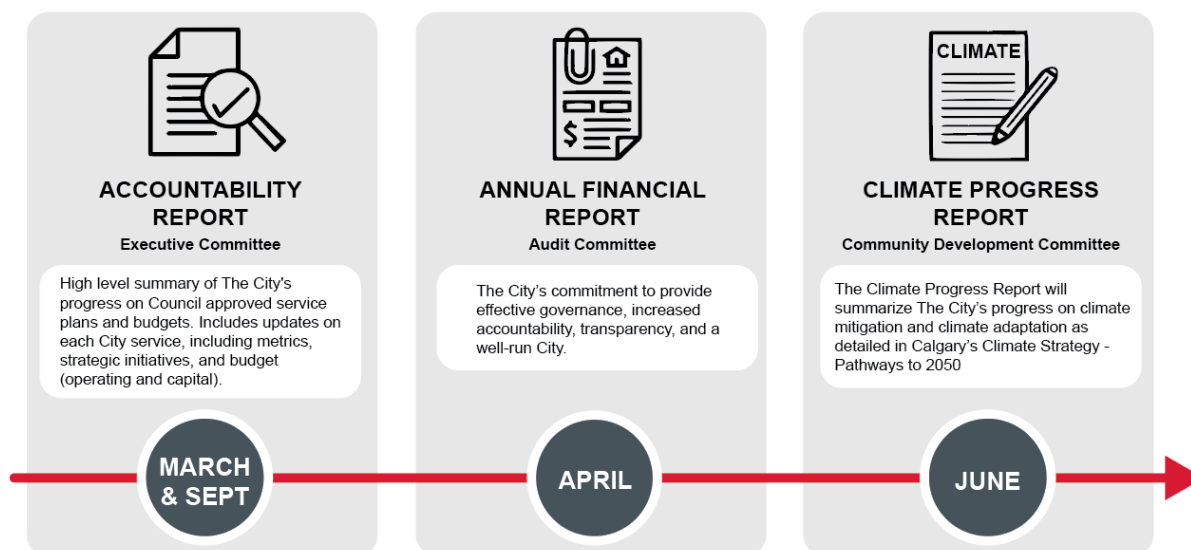 ACCOUNTABILITY
REPORT
Executive Committee
High level summary of The City's
progress on Council approved service
plans and budgets. Includes updates on
each City service, including metrics,
strategic initiatives, and budget
(operating and capital).
MARCH
& SEPT
$
ANNUAL FINANCIAL
REPORT
Audit Committee
The City’s commitment to provide
effective governance, increased
accountability, transparency, and a
well-run City.
APRIL
CLIMATE
CLIMATE PROGRESS
REPORT
Community Development Committee
The Climate Progress Report will
summarize The City’s progress on climate
mitigation and climate adaptation as
detailed in Calgary’s Climate Strategy -
Pathways to 2050
JUNE